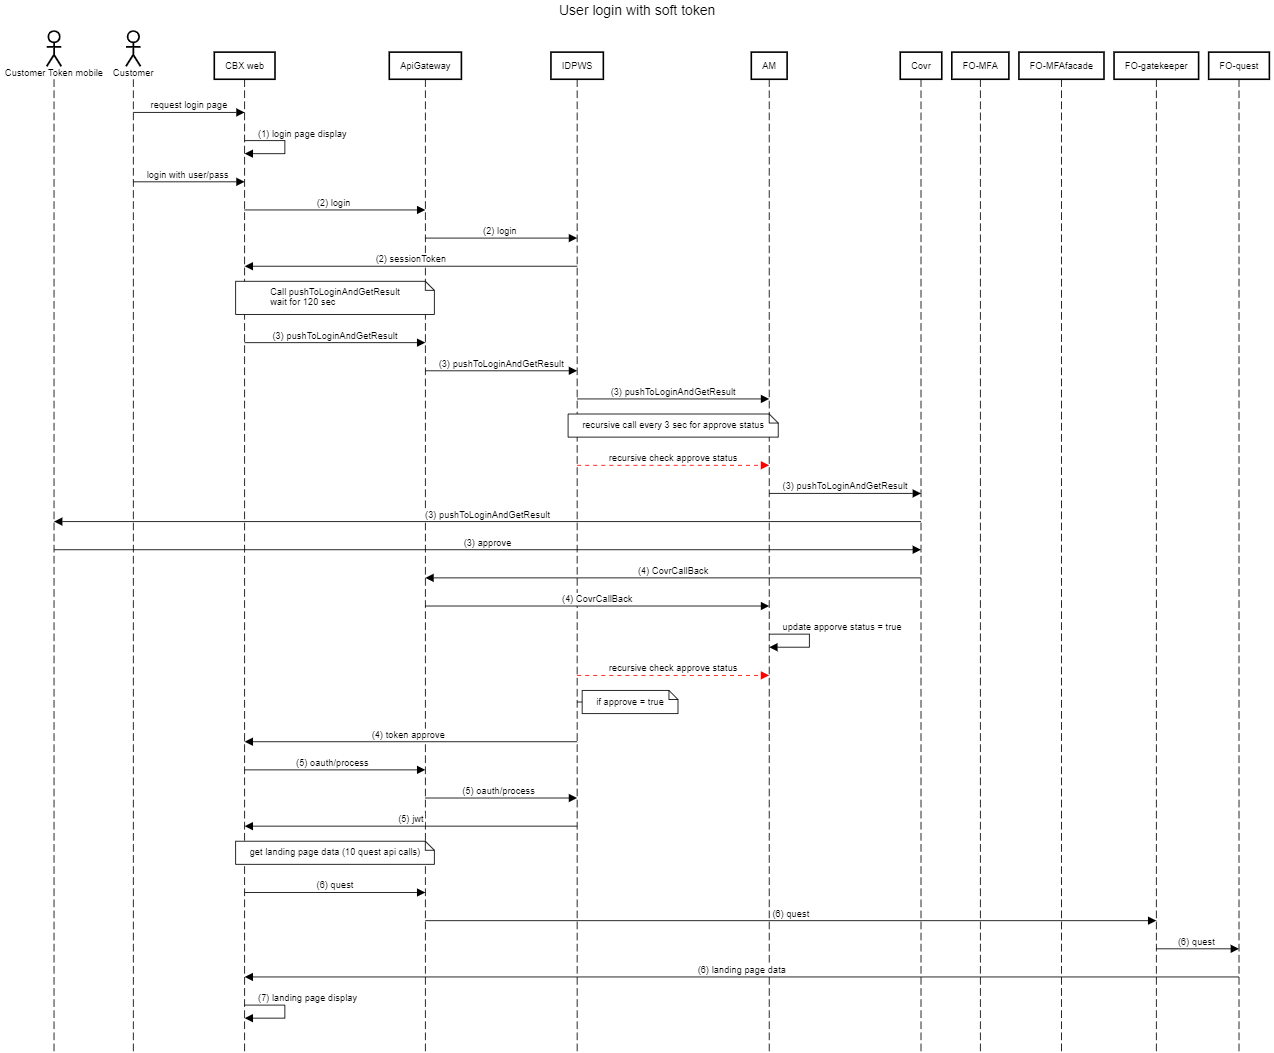 User login with soft token
Customer Token mobile
Customer
CBX web
ApiGateway
IDPWS
AM
Covr
FO-MFA
FO-MFAfacade
FO-gatekeeper
FO-quest
request login page
(1) login page display
login with user/pass
(2) login
(2) login
(2) sessionToken
Call pushToLoginAndGetResult
wait for 120 sec
(3) pushToLoginAndGetResult
(3) pushToLoginAndGetResult
(3) pushToLoginAndGetResult
recursive call every 3 sec for approve status
recursive check approve status
(3) pushToLoginAndGetResult
(3) pushToLoginAndGetResult
(3) approve
(4) CovrCallBack
(4) CovrCallBack
update apporve status = true
recursive check approve status
if approve = true
(4) token approve
(5) oauth/process
(5) oauth/process
(5) jwt
get landing page data (10 quest api calls)
(6) quest
(6) quest
(6) quest
(6) landing page data
(7) landing page display